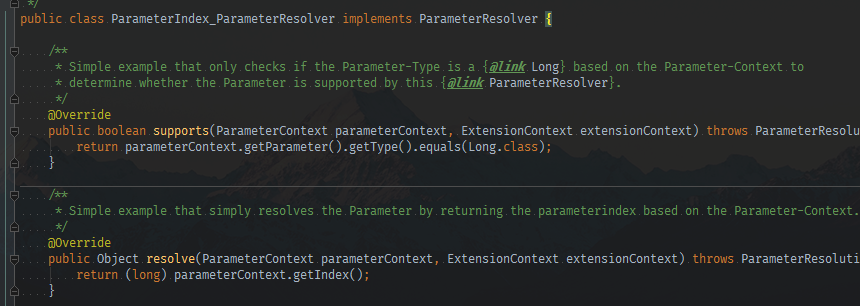 */
public class ParameterIndex_ParameterResolver implements ParameterResolver {
/**
* Simple example that only checks if the Parameter-Type is a {@link Long} based on the Parameter-Context to
* determine whether the Parameter is supported by this {@link ParameterResolver}.
*/
@Override
public boolean supports(ParameterContext parameterContext, ExtensionContext extensionContext) throws ParameterResolu
return parameterContext.getParameter().getType().equals(Long.class);
}
/**
* Simple example that simply resolves the Parameter by returning the parameterindex based on the Parameter-Context.
*/
@Override
public Object resolve(ParameterContext parameterContext, ExtensionContext extensionContext) throws ParameterResoluti
return (long) parameterContext.getIndex();
}